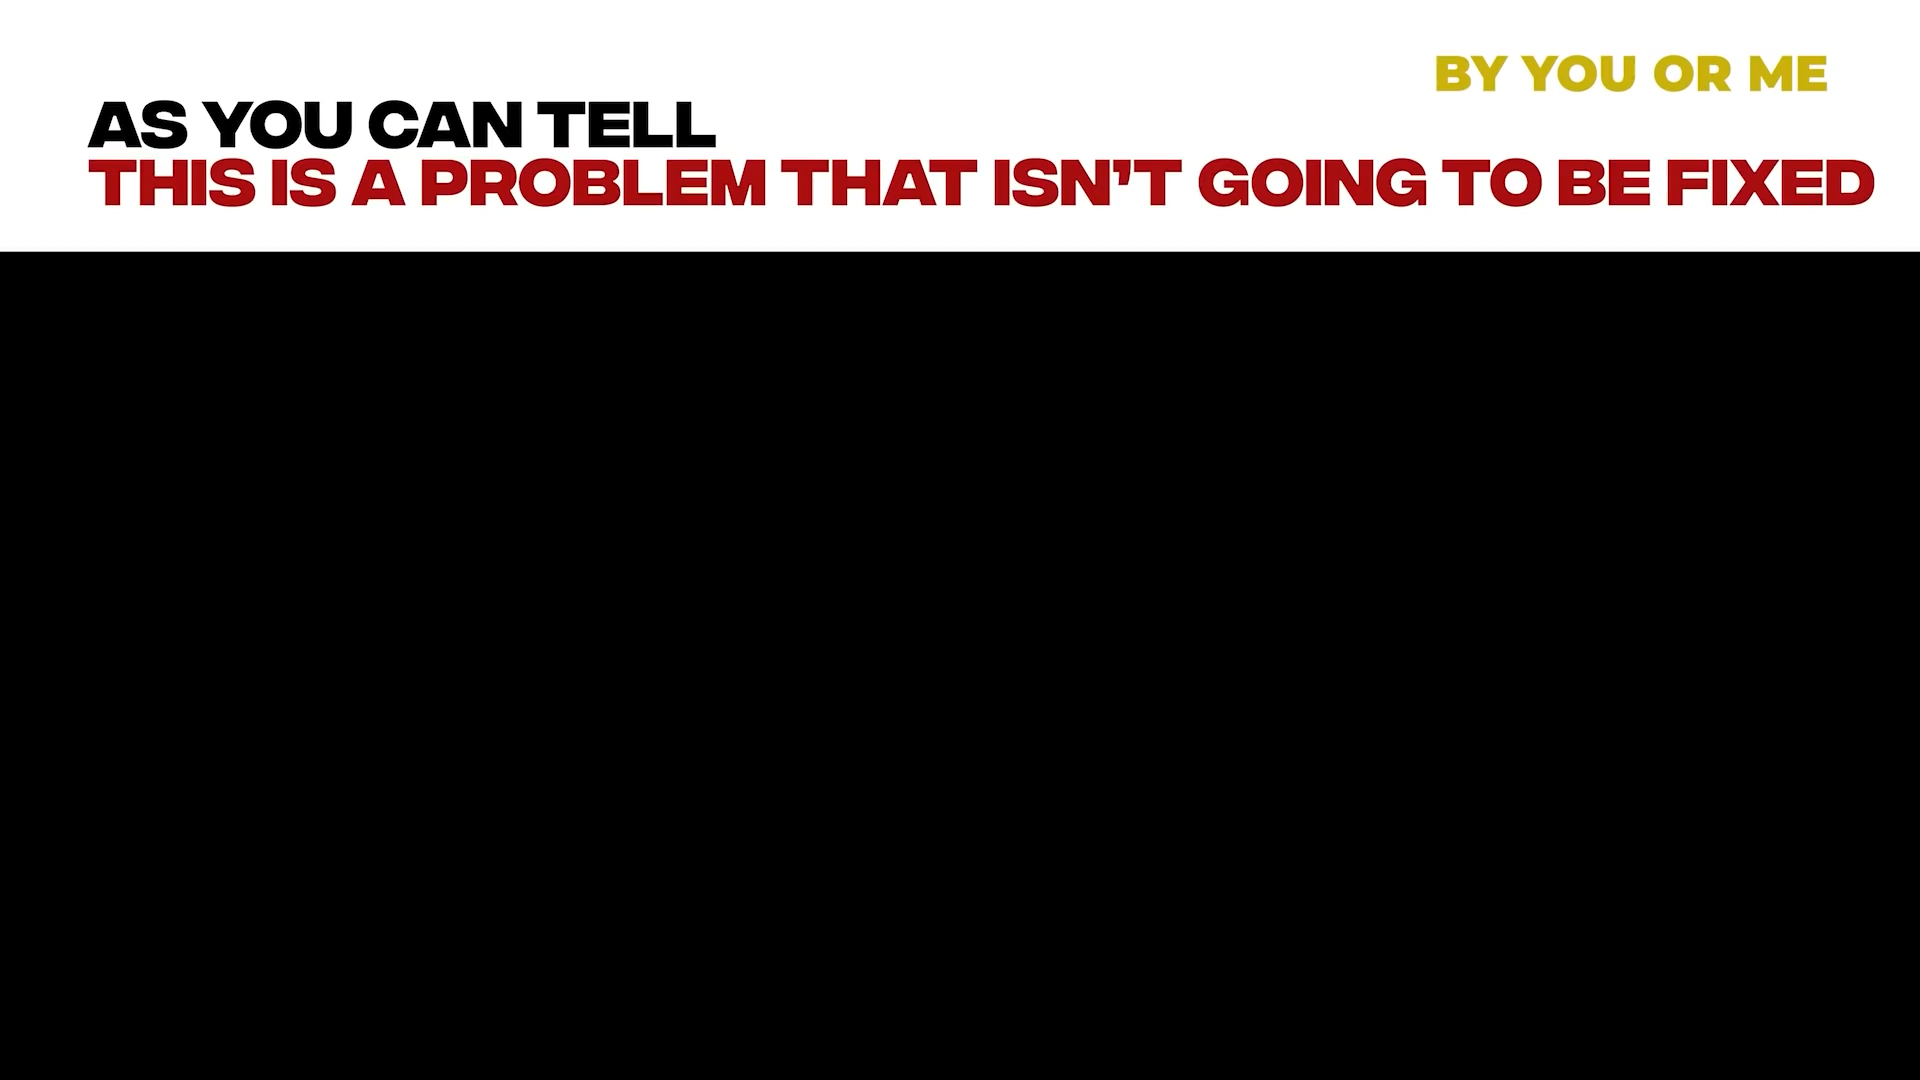 BY YOU OR ME
AS YOU CAN TELL
THIS IS A PROBLEM THAT ISN'T GOING TO BE FIXED